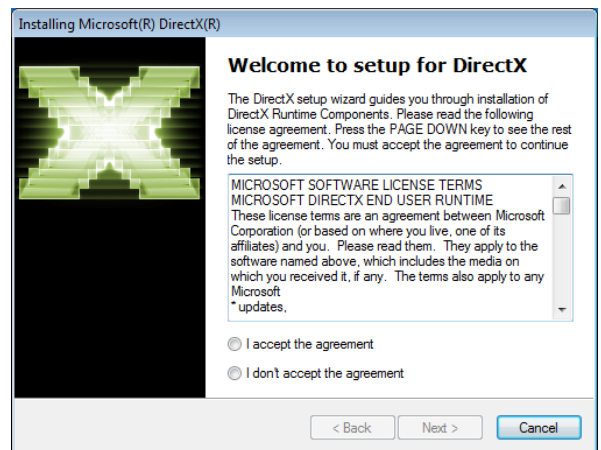 Installing Microsoft(R) DirectX(R)
Welcome to setup for DirectX
The DirectX setup wizard guides you through installation of
DirectX Runtime Components. Please read the following
license agreement. Press the PAGE DOWN key to see the rest
of the agreement. You must accept the agreement to continue
the setup.
MICROSOFT SOFTWARE LICENSE TERMS
MICROSOFT DIRECTX END USER RUNTIME
These license terms are an agreement between Microsoft
Corporation (or based on where you live, one of its
affiliates) and you.  Please read them.  They apply to the
software named above, which includes the media on
which you received it, if any.  The terms also apply to any
Microsoft
* updates,
I accept the agreement
I don't accept the agreement
< Back
Next >
Cancel